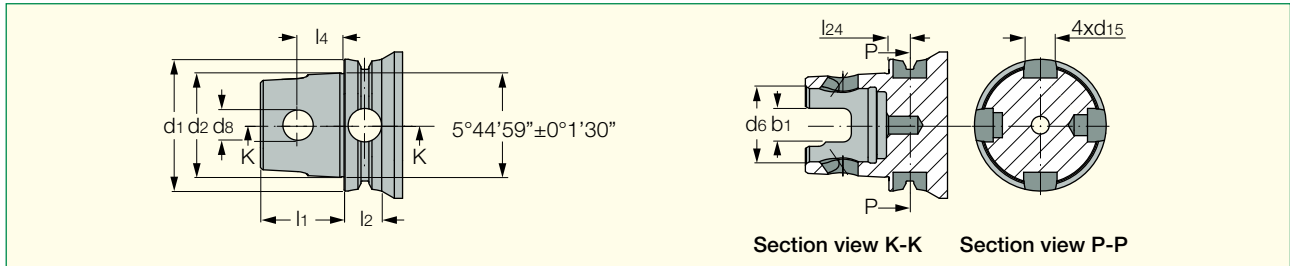 l4
d1 d2 d8
K
K
5°44'59"±0°1'30"
l1
l2
l24
P
d6 b1
P
4xd15
Section view K-K
Section view P-P